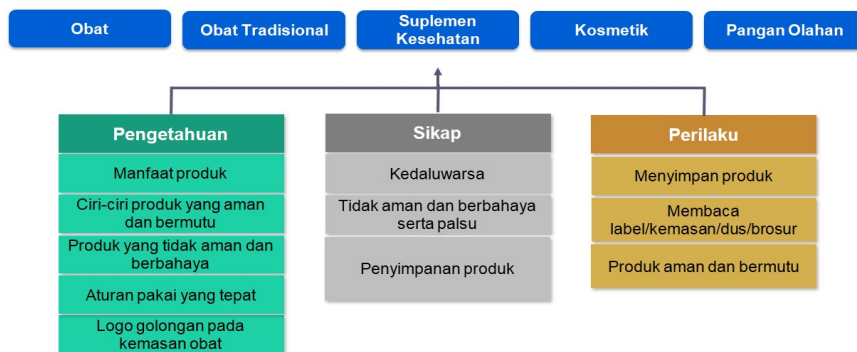 Obat
Obat Tradisional
Suplemen
Kesehatan
Kosmetik
Pangan Olahan
Pengetahuan
Manfaat produk
Ciri-ciri produk yang aman
dan bermutu
Produk yang tidak aman dan
berbahaya
Aturan pakai yang tepat
Logo golongan pada
kemasan obat
Sikap
Kedaluwarsa
Tidak aman dan berbahaya
serta palsu
Penyimpanan produk
Perilaku
Menyimpan produk
Membaca
label/kemasan/dus/brosur
Produk aman dan bermutu